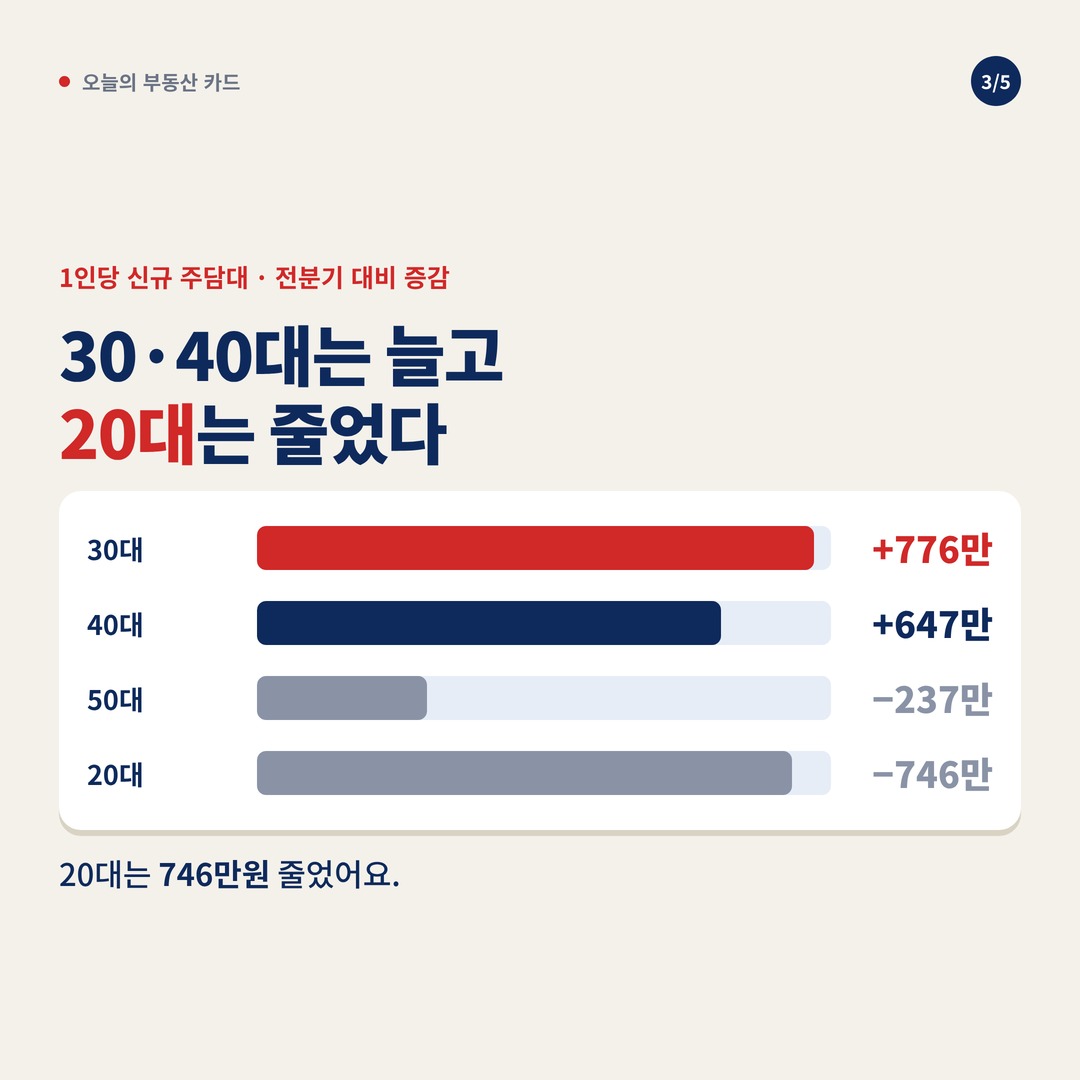 오늘의 부동산 카드
3/5
1인당 신규 주담대 · 전분기 대비 증감
30·40대는 늘고
20대는 줄었다
30대 +776만
40대 +647만
50대 −237만
20대 −746만
20대는 746만원 줄었어요.